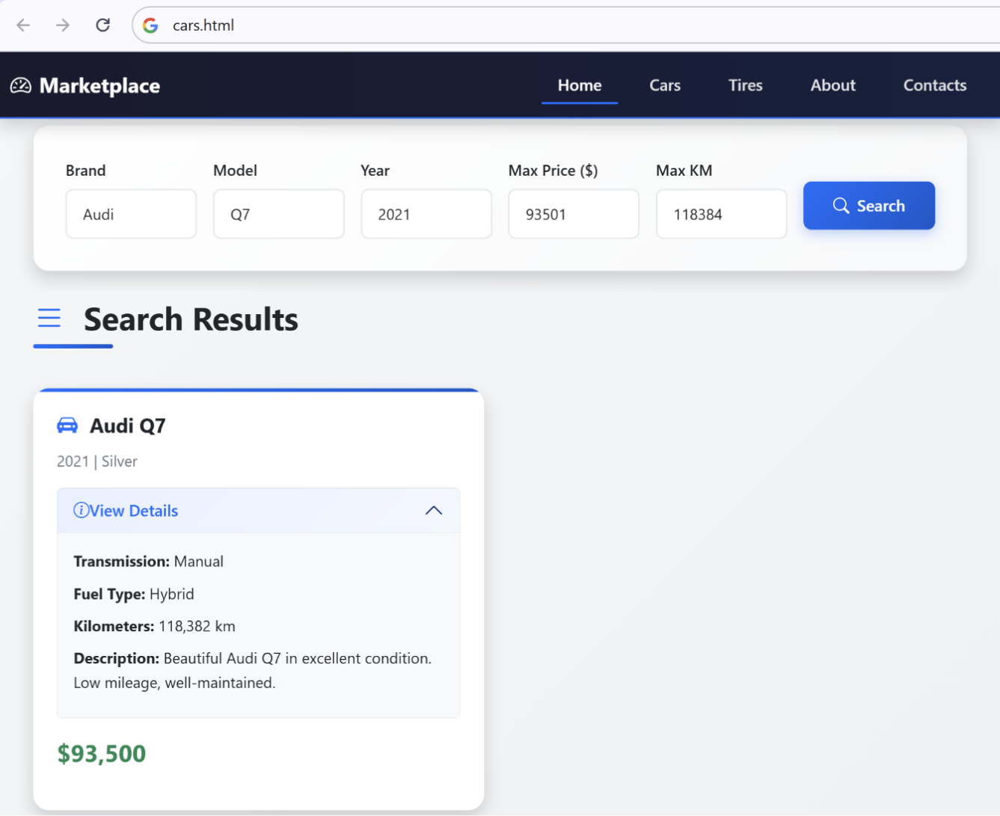 cars.html
Marketplace
Home Cars Tires About Contacts
Brand Model Year Max Price ($) Max KM
Audi Q7 2021 93501 118384 Search
Search Results
Audi Q7
2021 | Silver
View Details
Transmission: Manual
Fuel Type: Hybrid
Kilometers: 118,382 km
Description: Beautiful Audi Q7 in excellent condition.
Low mileage, well-maintained.
$93,500